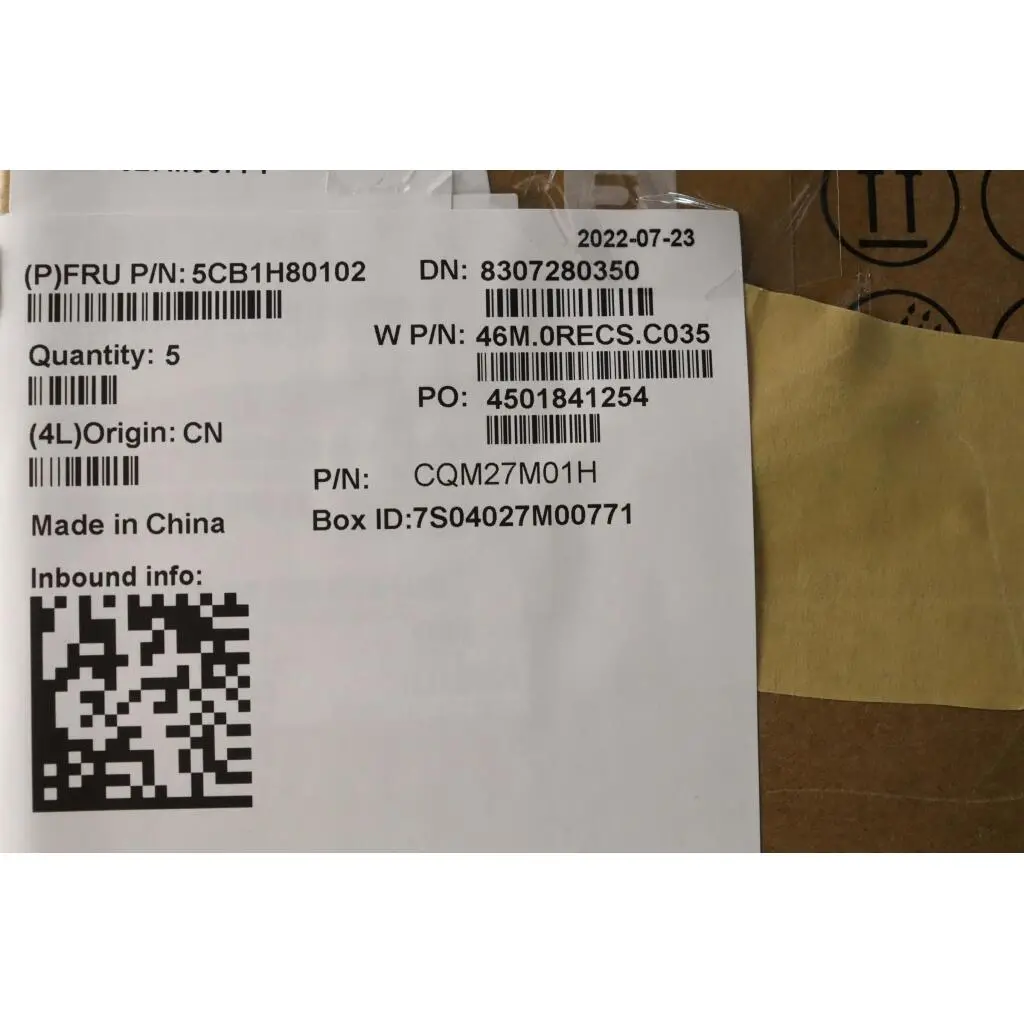 2022-07-23
(P)FRU P/N: 5CB1H80102
DN: 8307280350
W P/N: 46M.0RECS.C035
Quantity: 5
PO: 4501841254
(4L)Origin: CN
P/N: CQM27M01H
Made in China
Box ID:7S04027M00771
Inbound info: